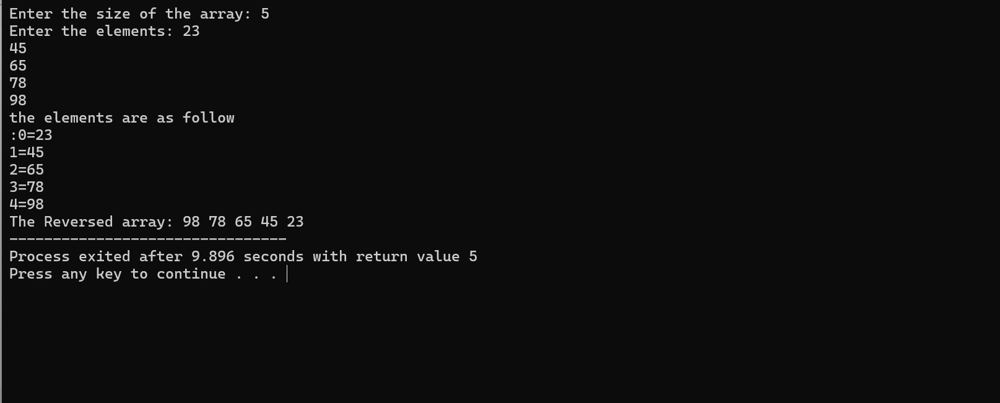 Enter the size of the array: 5
Enter the elements: 23
45
65
78
98
the elements are as follow
:0=23
1=45
2=65
3=78
4=98
The Reversed array: 98 78 65 45 23
--------------------------------
Process exited after 9.896 seconds with return value 5
Press any key to continue . . .